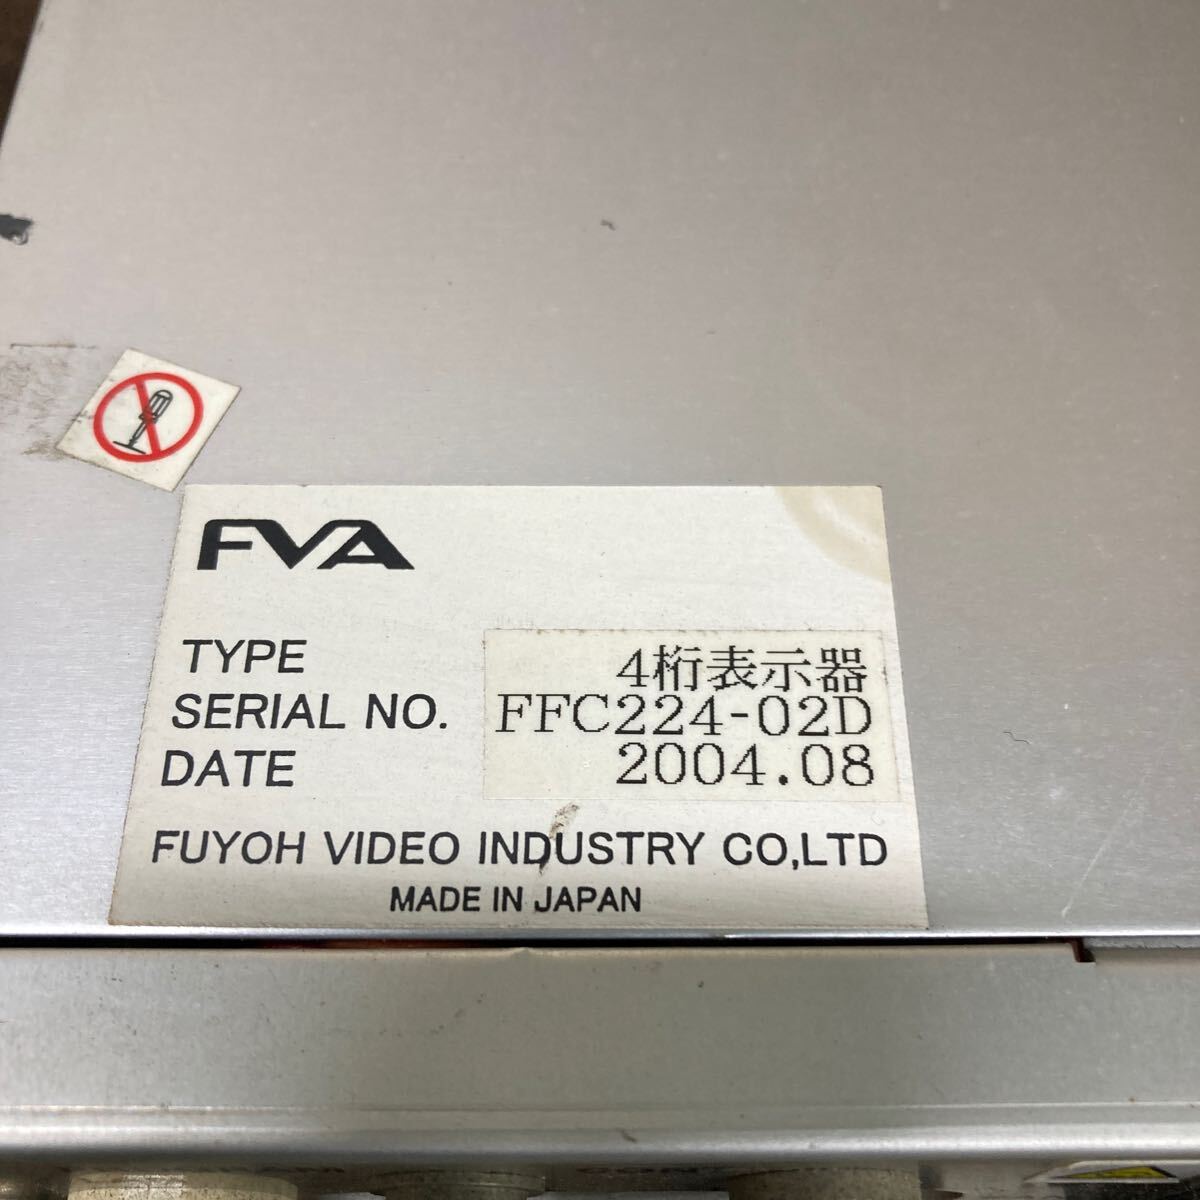 FVA
TYPE 4桁表示器
SERIAL NO. FFC224-02D
DATE 2004.08
FUYOH VIDEO INDUSTRY CO,LTD
MADE IN JAPAN